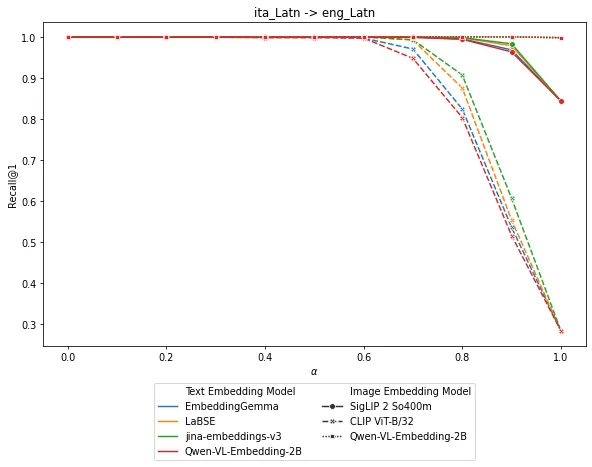 ita_Latn -> eng_Latn
1.0
0.9
0.8
0.7
0.6
0.5
0.4
0.3
Recall@1
0.0 0.2 0.4 0.6 0.8 1.0
α
Text Embedding Model Image Embedding Model
EmbeddingGemma SigLIP 2 So400m
LaBSE CLIP ViT-B/32
jina-embeddings-v3 Qwen-VL-Embedding-2B
Qwen-VL-Embedding-2B